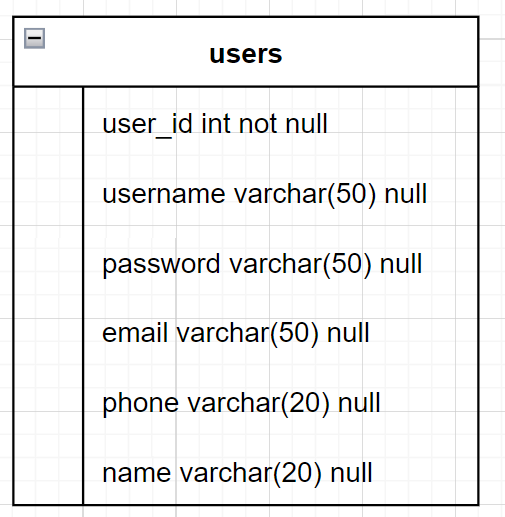 users
user_id int not null
username varchar(50) null
password varchar(50) null
email varchar(50) null
phone varchar(20) null
name varchar(20) null